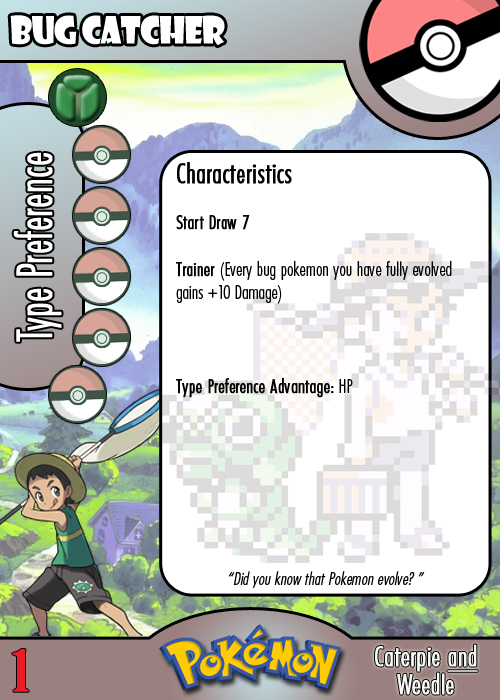 BUG CATCHER
Type Preference
Characteristics
Start Draw 7
Trainer (Every bug pokemon you have fully evolved
gains +10 Damage)
Type Preference Advantage: HP
“Did you know that Pokemon evolve? ”
1
POKéMON
Caterpie and
Weedle